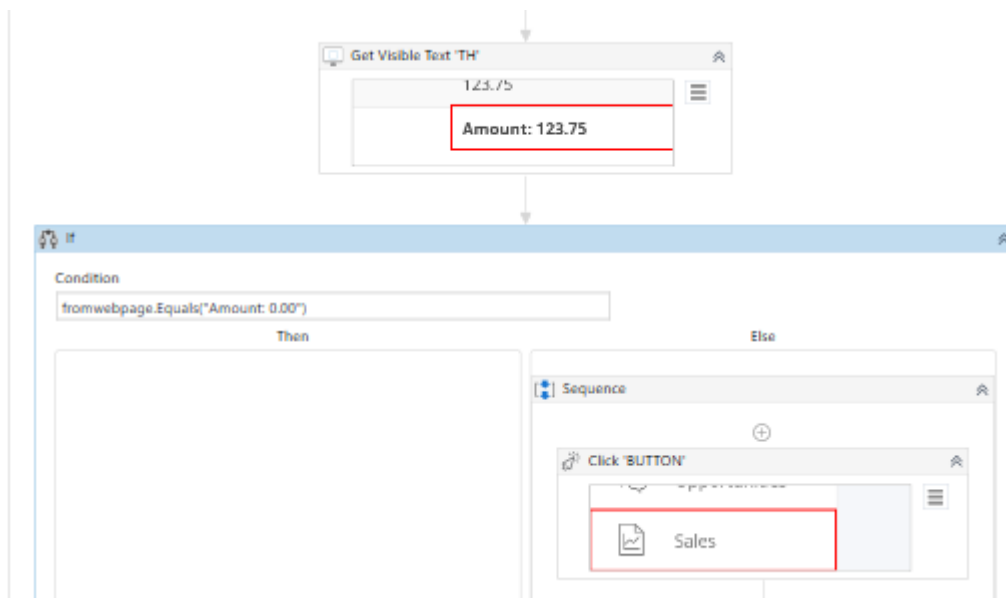 Get Visible Text 'TH'
123.75
Amount: 123.75
If
Condition
fromwebpage.Equals("Amount: 0.00")
Then
Else
Sequence
Click 'BUTTON'
Opportunities
Sales